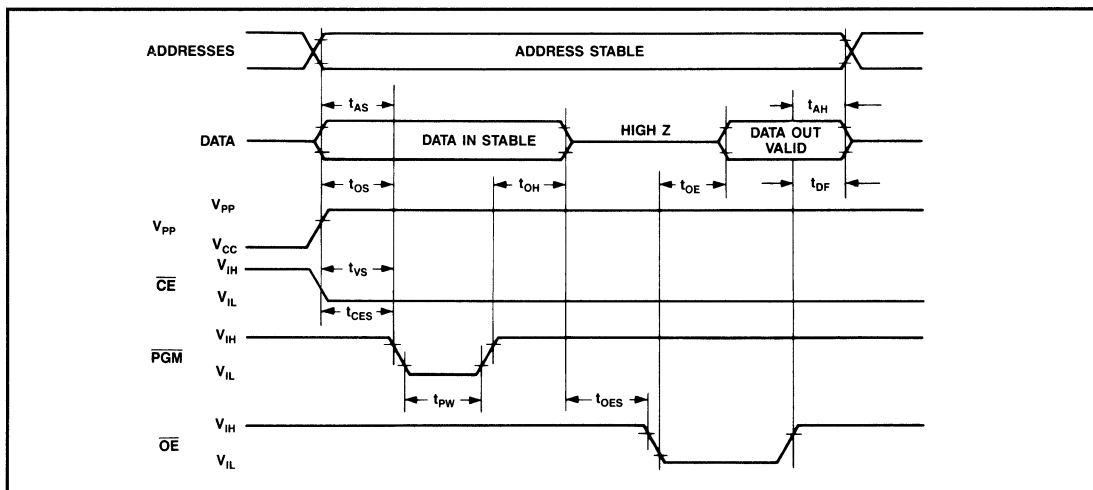 ADDRESSES
ADDRESS STABLE
tAS
tAH
DATA
DATA IN STABLE
HIGH Z
DATA OUT
VALID
tOS
tOH
tOE
tDF
VPP
VPP
VCC
tVS
CE
VIH
VIL
tCES
PGM
VIH
VIL
tPW
tOES
OE
VIH
VIL